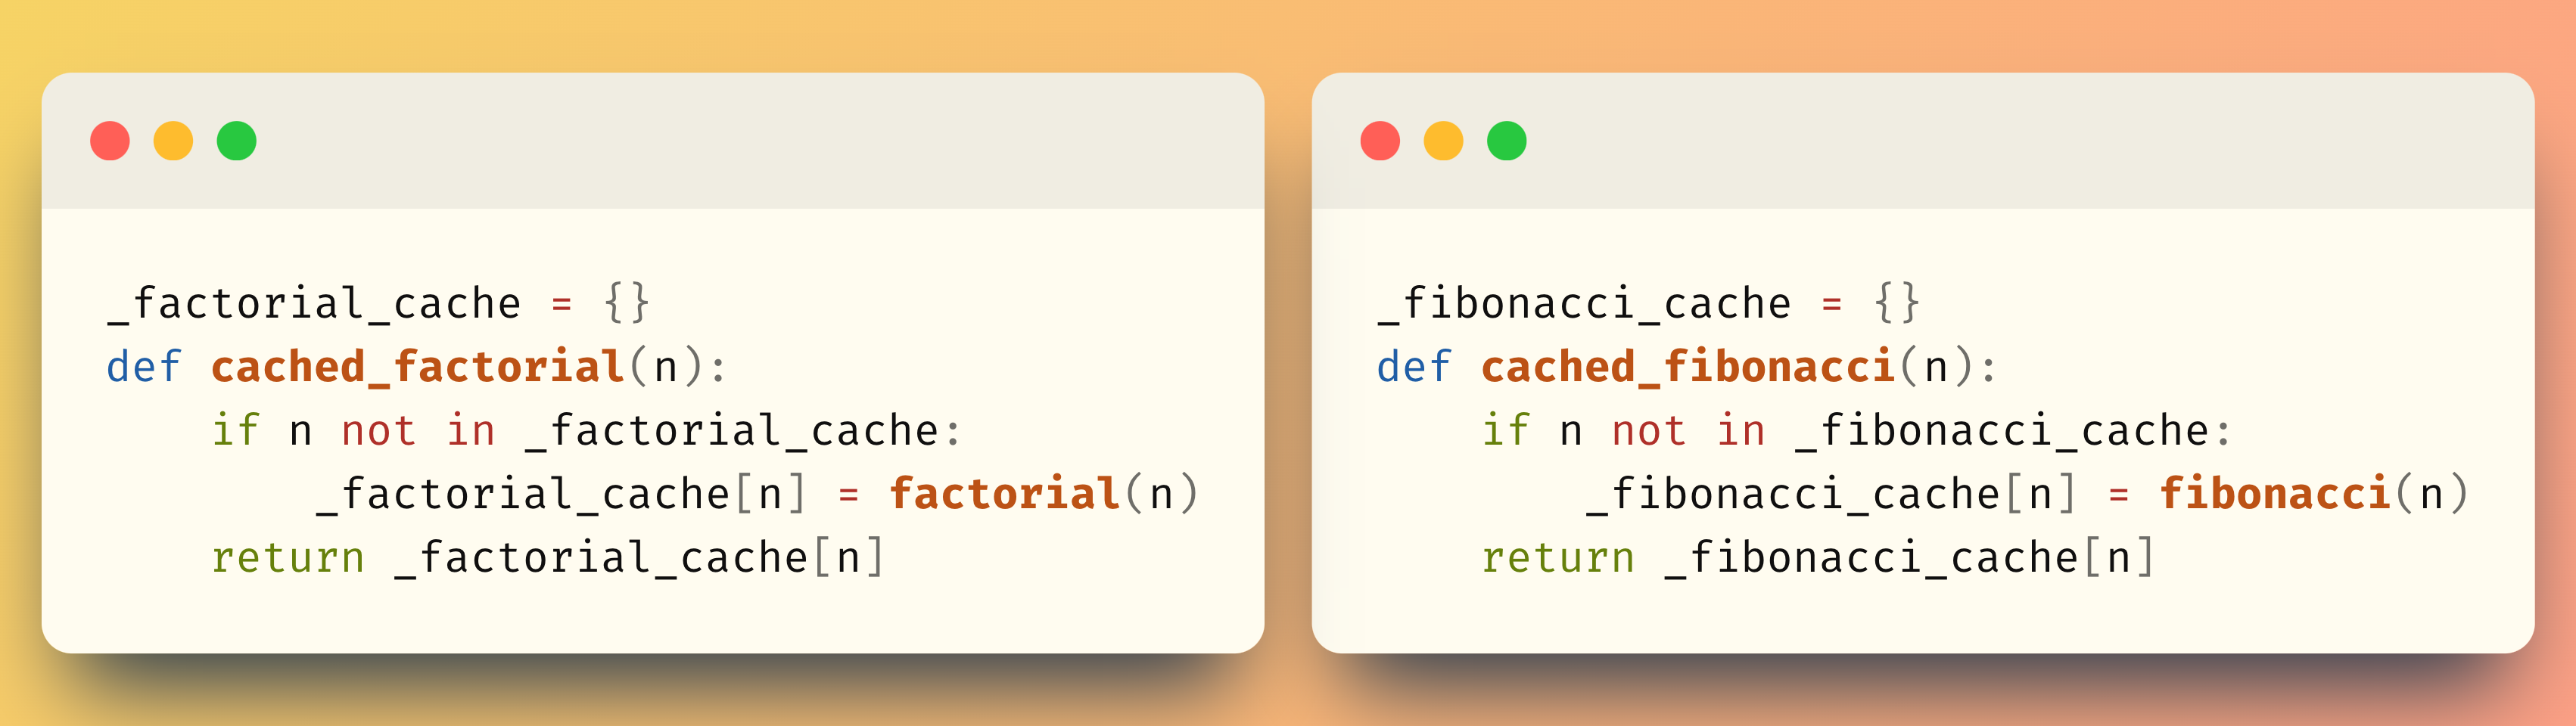 _factorial_cache = {}
def cached_factorial(n):
    if n not in _factorial_cache:
        _factorial_cache[n] = factorial(n)
    return _factorial_cache[n]
_fibonacci_cache = {}
def cached_fibonacci(n):
    if n not in _fibonacci_cache:
        _fibonacci_cache[n] = fibonacci(n)
    return _fibonacci_cache[n]